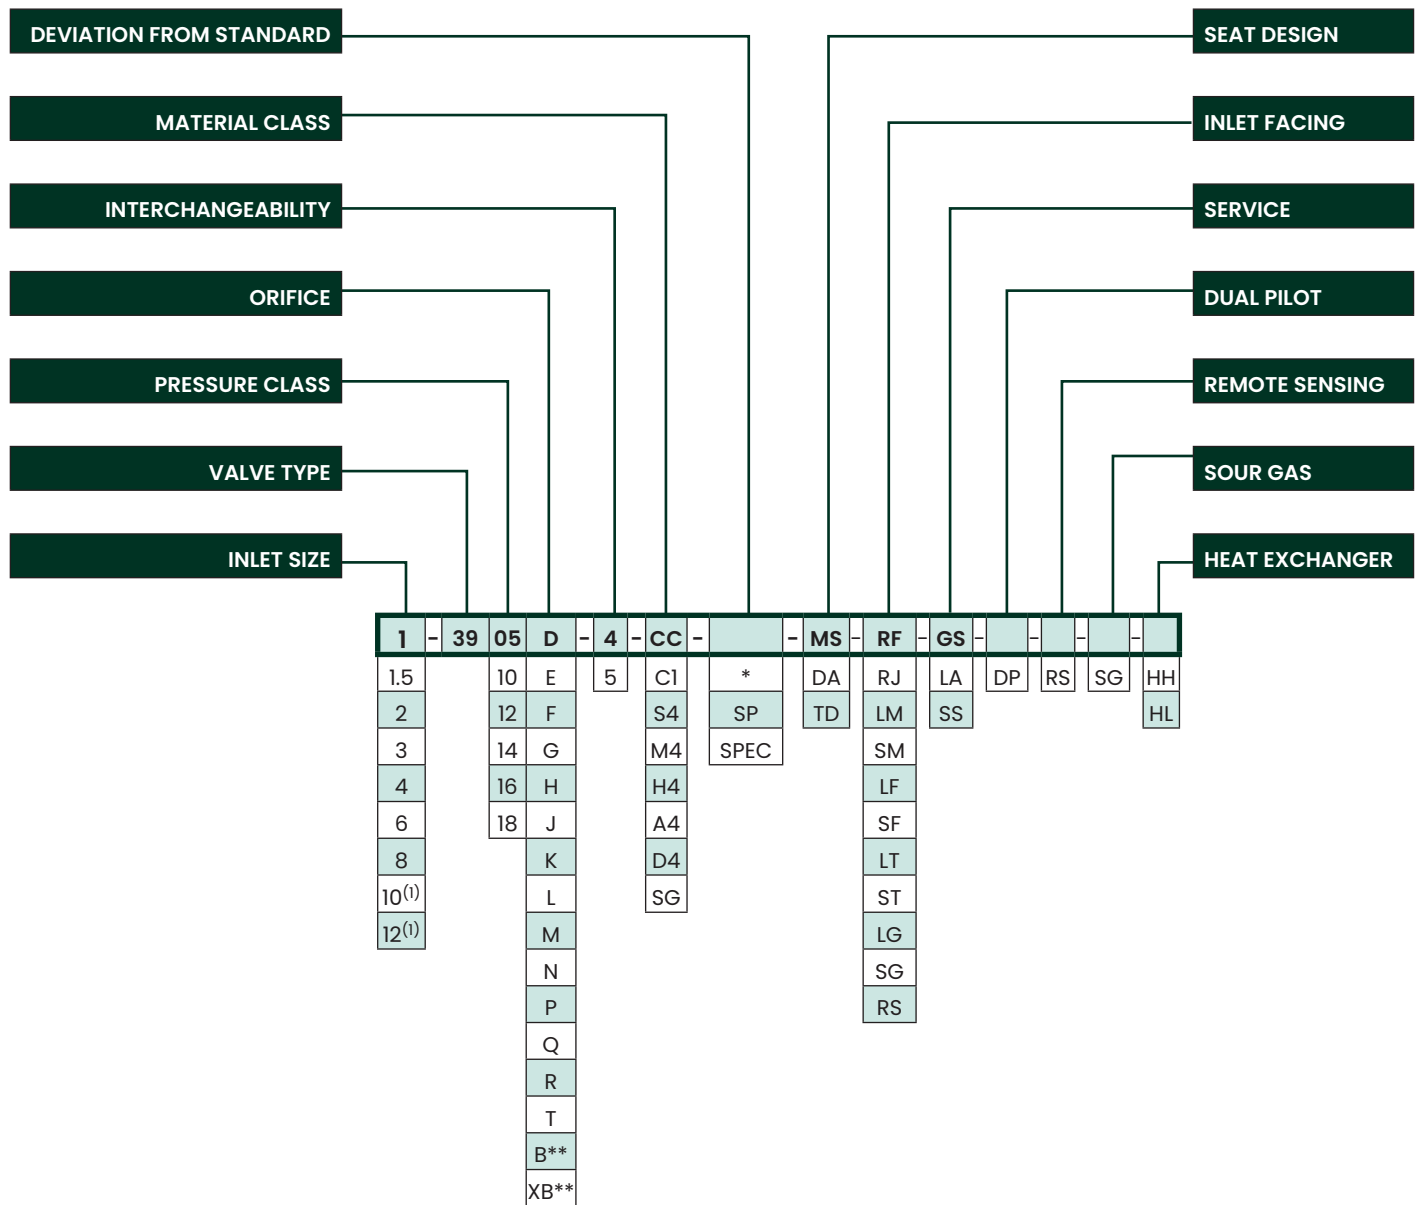 DEVIATION FROM STANDARD SEAT DESIGN
MATERIAL CLASS INLET FACING
INTERCHANGEABILITY SERVICE
ORIFICE DUAL PILOT
PRESSURE CLASS REMOTE SENSING
VALVE TYPE SOUR GAS
INLET SIZE HEAT EXCHANGER
1 - 39 05 D - 4 - CC - - MS - RF - GS - - - -
1.5 10 E 5 C1 * DA RJ LA DP RS SG HH
2 12 F S4 SP TD LM SS HL
3 14 G M4 SPEC SM
4 16 H H4 LF
6 18 J A4 SF
8 K D4 LT
10(1) L SG ST
12(1) M LG
N SG
P RS
Q
R
T
B**
XB**